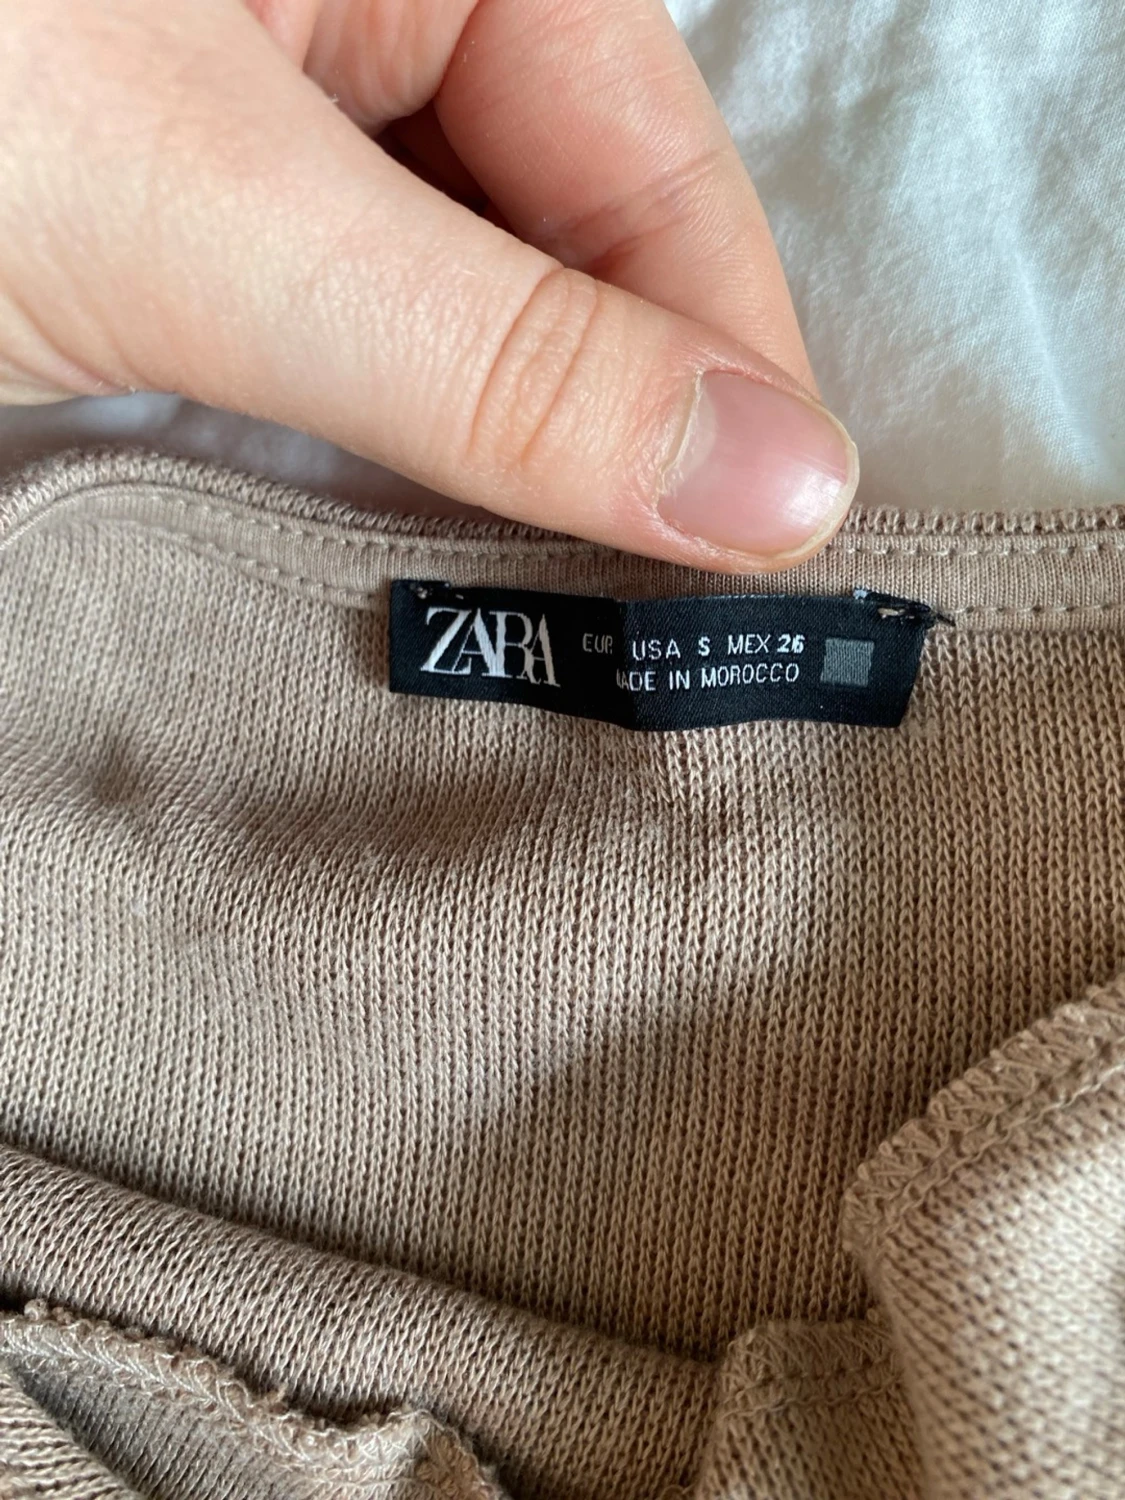 ZARA
EUR USA S MEX 26
MADE IN MOROCCO